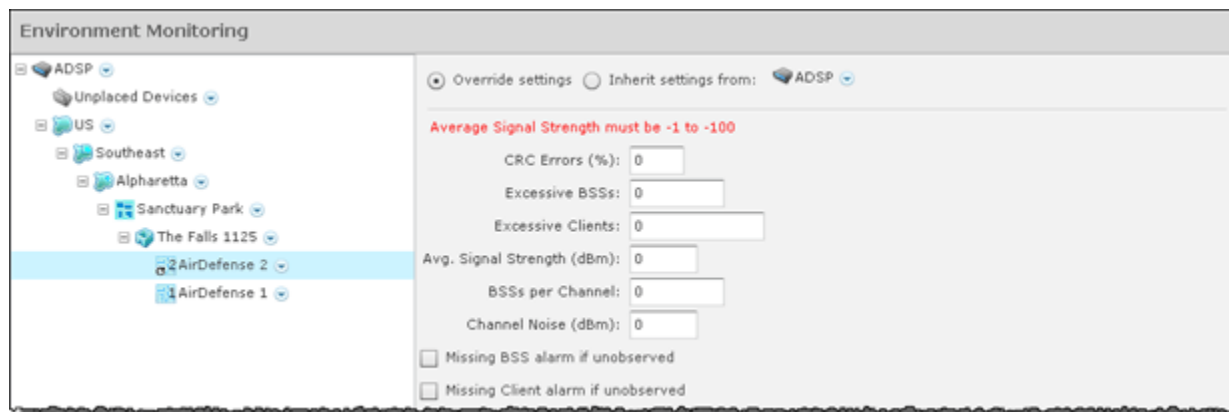 Environment Monitoring
ADSP
Unplaced Devices
US
Southeast
Alpharetta
Sanctuary Park
The Falls 1125
2 AirDefense 2
1 AirDefense 1
Override settings Inherit settings from: ADSP
Average Signal Strength must be -1 to -100
CRC Errors (%): 0
Excessive BSSs: 0
Excessive Clients: 0
Avg. Signal Strength (dBm): 0
BSSs per Channel: 0
Channel Noise (dBm): 0
Missing BSS alarm if unobserved
Missing Client alarm if unobserved